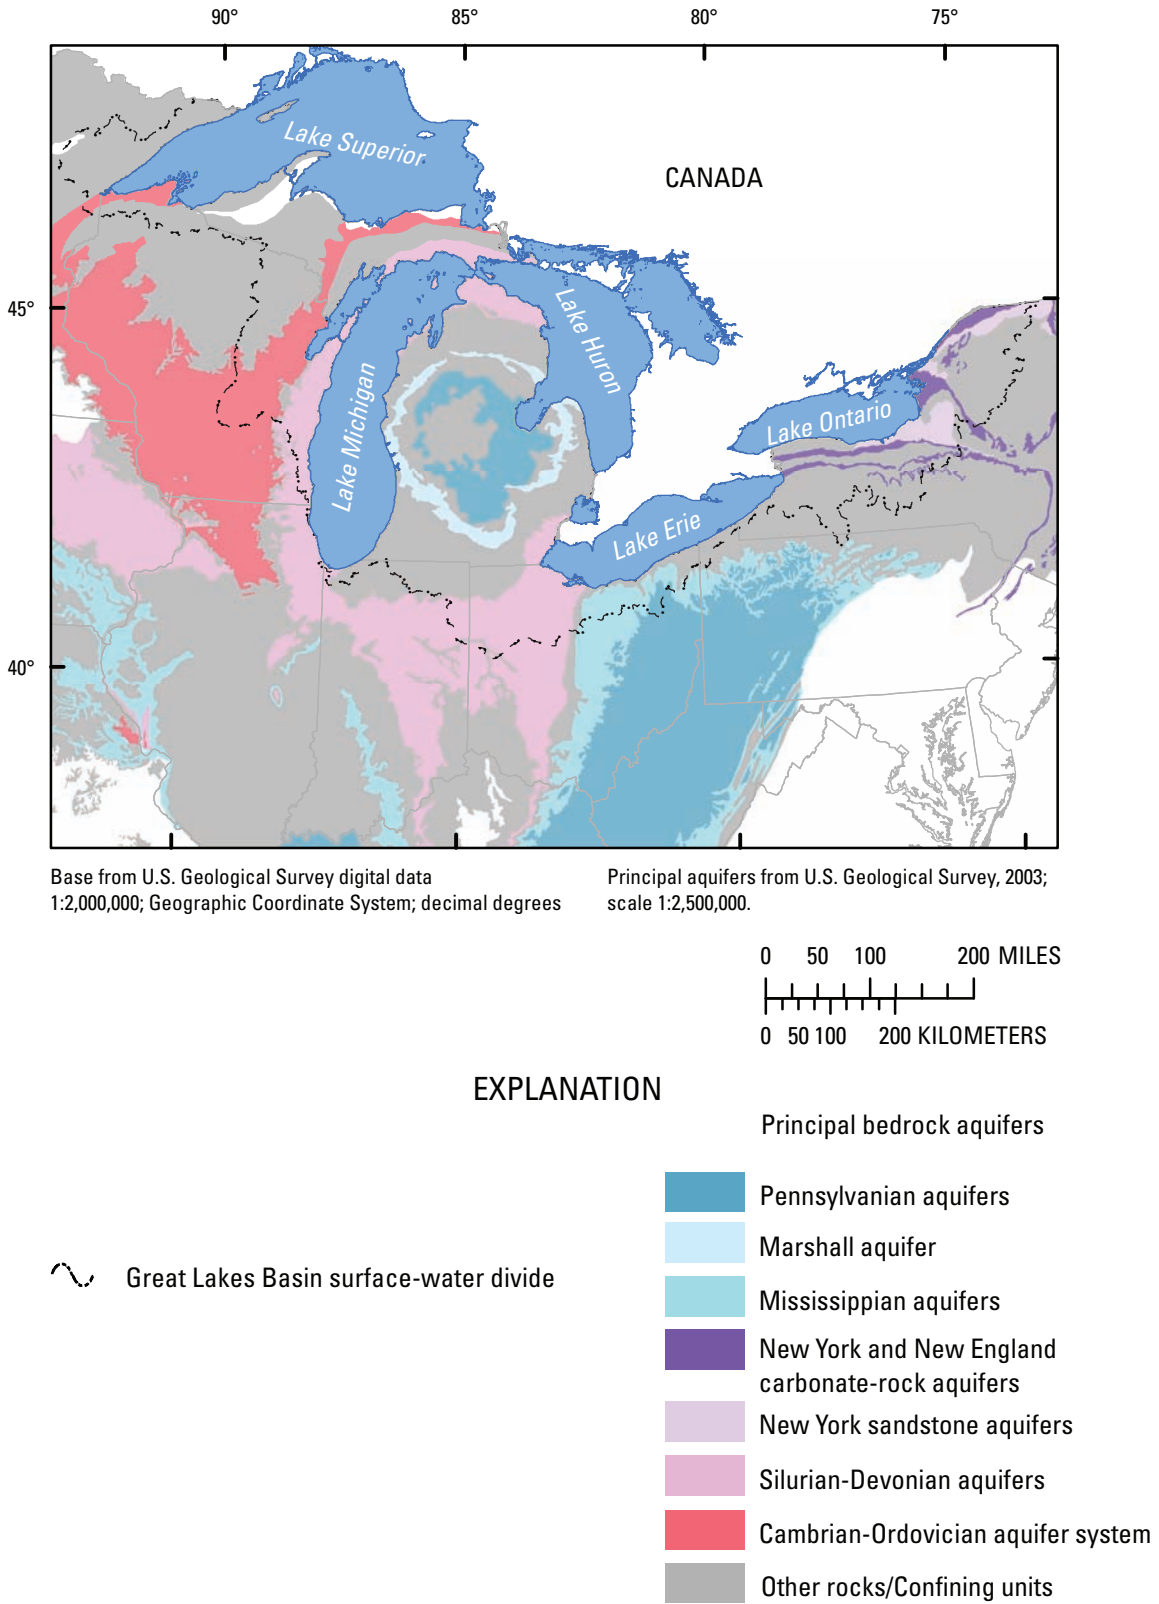 90°
85°
80°
75°
Lake Superior
CANADA
45°
Lake Huron
Lake Michigan
Lake Ontario
Lake Erie
40°
Base from U.S. Geological Survey digital data
1:2,000,000; Geographic Coordinate System; decimal degrees
Principal aquifers from U.S. Geological Survey, 2003;
scale 1:2,500,000.
0 50 100 200 MILES
0 50 100 200 KILOMETERS
EXPLANATION
Principal bedrock aquifers
Pennsylvanian aquifers
Marshall aquifer
Great Lakes Basin surface-water divide
Mississippian aquifers
New York and New England
carbonate-rock aquifers
New York sandstone aquifers
Silurian-Devonian aquifers
Cambrian-Ordovician aquifer system
Other rocks/Confining units